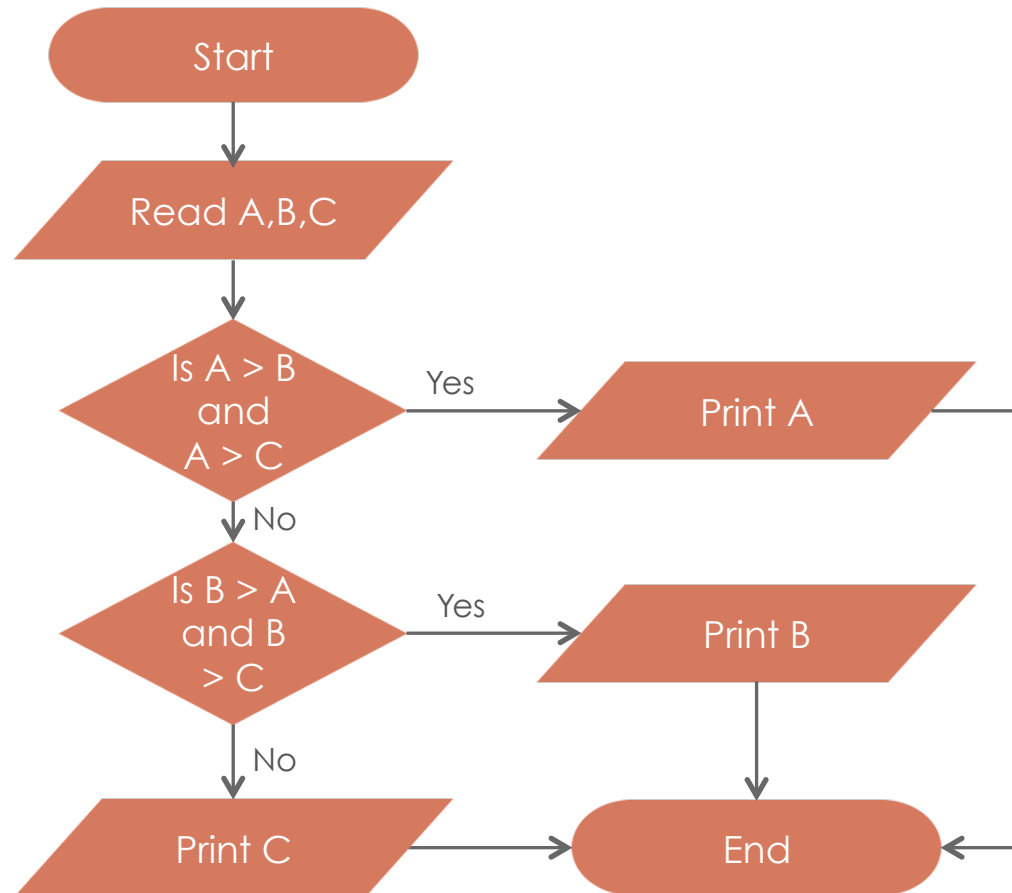 Start
Read A,B,C
Is A > B
and
A > C
Yes
Print A
No
Is B > A
and B
> C
Yes
Print B
No
Print C
End